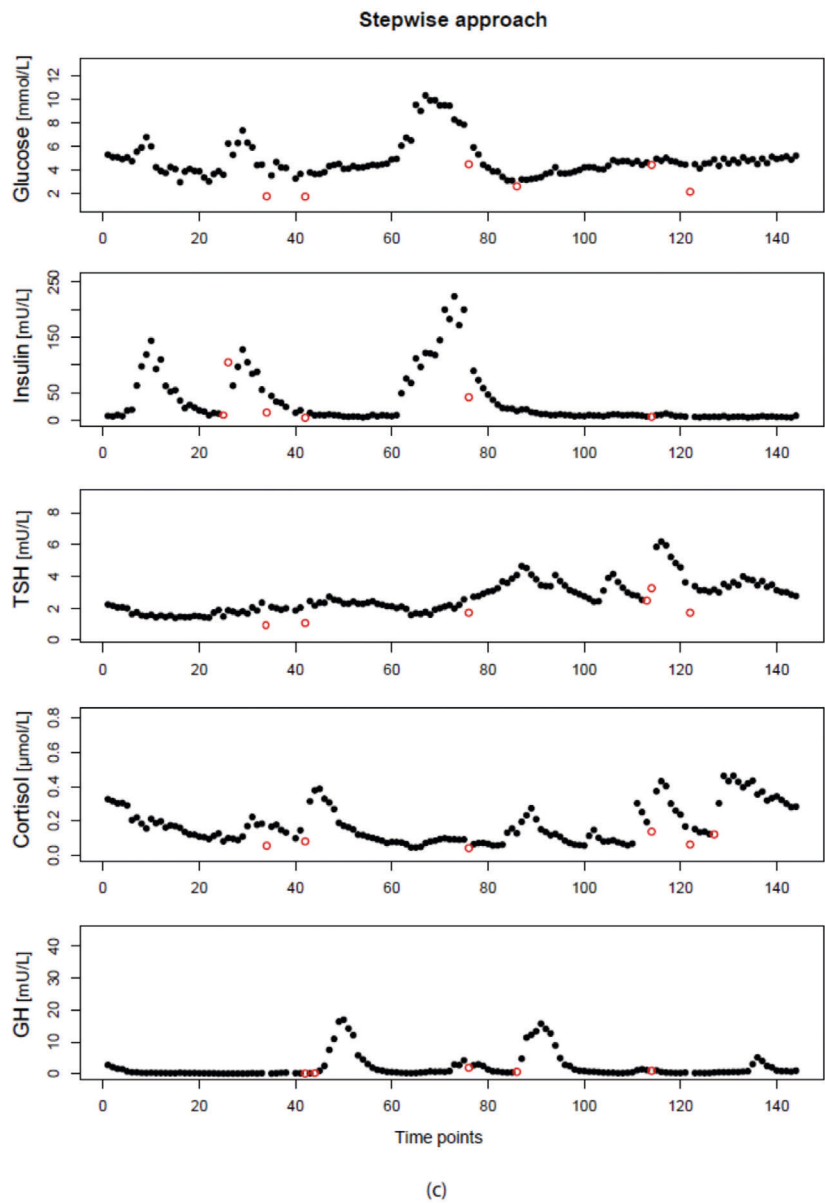 Stepwise approach
Glucose [mmol/L]
12
10
8
6
4
2
0 20 40 60 80 100 120 140
Insulin [mU/L]
250
150
50
0
0 20 40 60 80 100 120 140
TSH [mU/L]
8
6
4
2
0
0 20 40 60 80 100 120 140
Cortisol [µmol/L]
0.8
0.6
0.4
0.2
0.0
0 20 40 60 80 100 120 140
GH [mU/L]
40
30
20
10
0
0 20 40 60 80 100 120 140
Time points
(c)